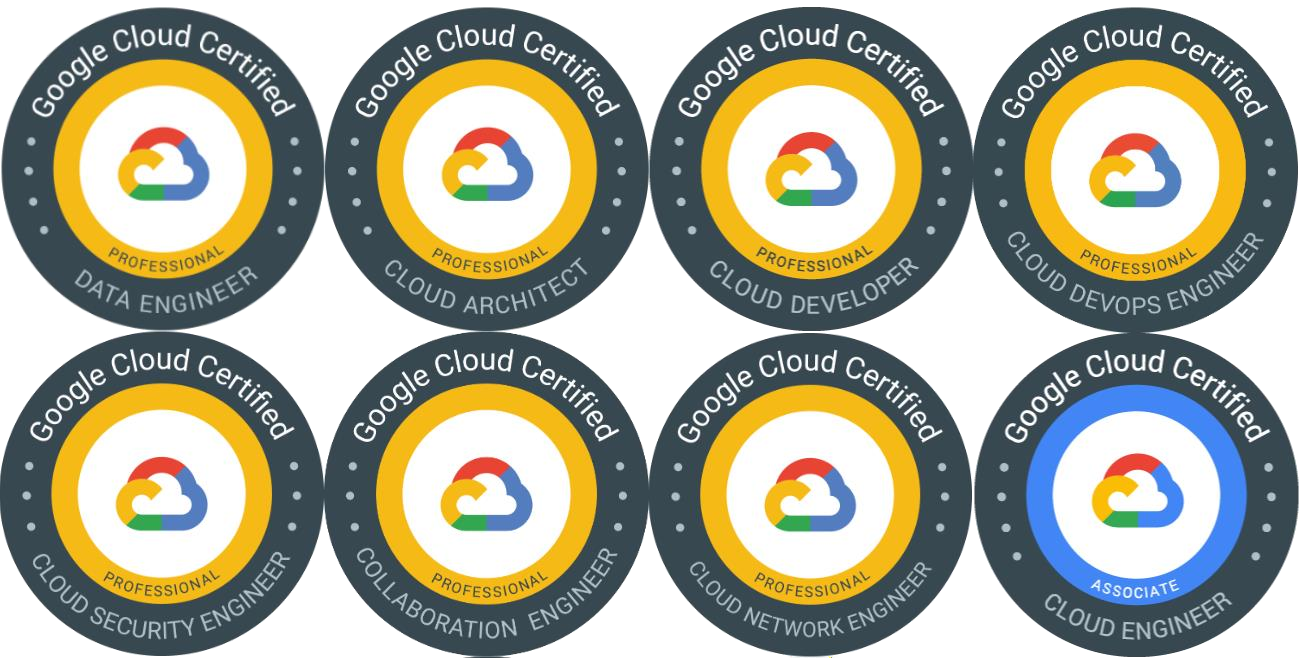 Google Cloud Certified
PROFESSIONAL
DATA ENGINEER
Google Cloud Certified
PROFESSIONAL
CLOUD ARCHITECT
Google Cloud Certified
PROFESSIONAL
CLOUD DEVELOPER
Google Cloud Certified
PROFESSIONAL
CLOUD DEVOPS ENGINEER
Google Cloud Certified
PROFESSIONAL
CLOUD SECURITY ENGINEER
Google Cloud Certified
PROFESSIONAL
COLLABORATION ENGINEER
Google Cloud Certified
PROFESSIONAL
CLOUD NETWORK ENGINEER
Google Cloud Certified
ASSOCIATE
CLOUD ENGINEER